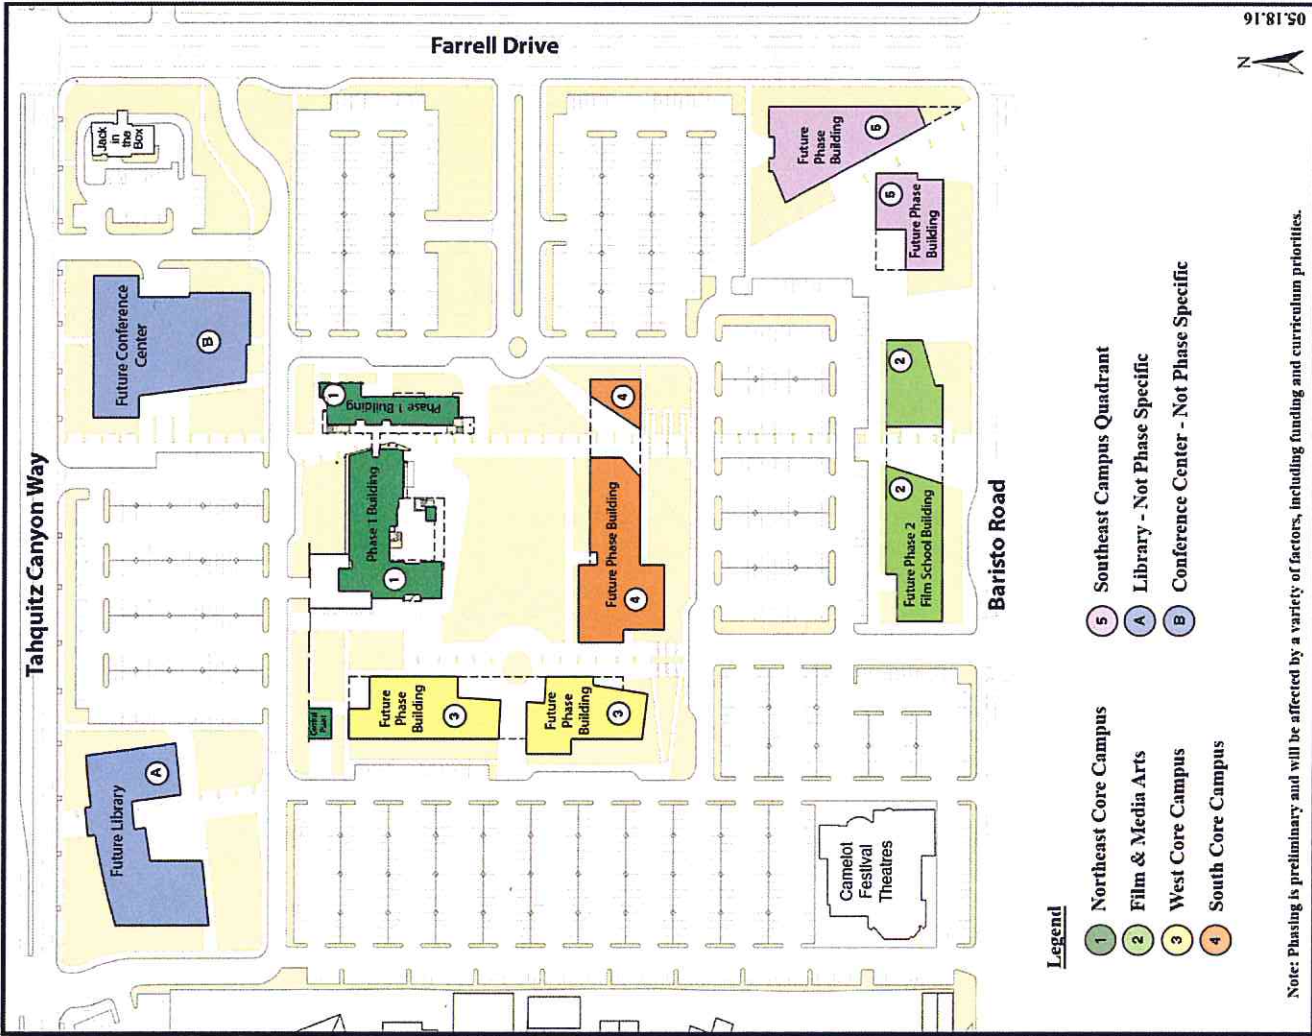 05.18.16
N
Farrell Drive
Tahquitz Canyon Way
Baristo Road
Jack
in
the
Box
Future Conference
Center
B
Future
Phase
Building
5
5
Future Phase
Building
1
Phase 1 Building
Phase 1 Building
1
4
Future Phase Building
4
2
2
Future Phase 2
Film School Building
Central
Plant
Future
Phase
Building
3
Future
Phase
Building
3
Future Library
A
Camelot
Festival
Theatres
Legend
1 Northeast Core Campus
2 Film & Media Arts
3 West Core Campus
4 South Core Campus
5 Southeast Campus Quadrant
A Library - Not Phase Specific
B Conference Center - Not Phase Specific
Note: Phasing is preliminary and will be affected by a variety of factors, including funding and curriculum priorities.